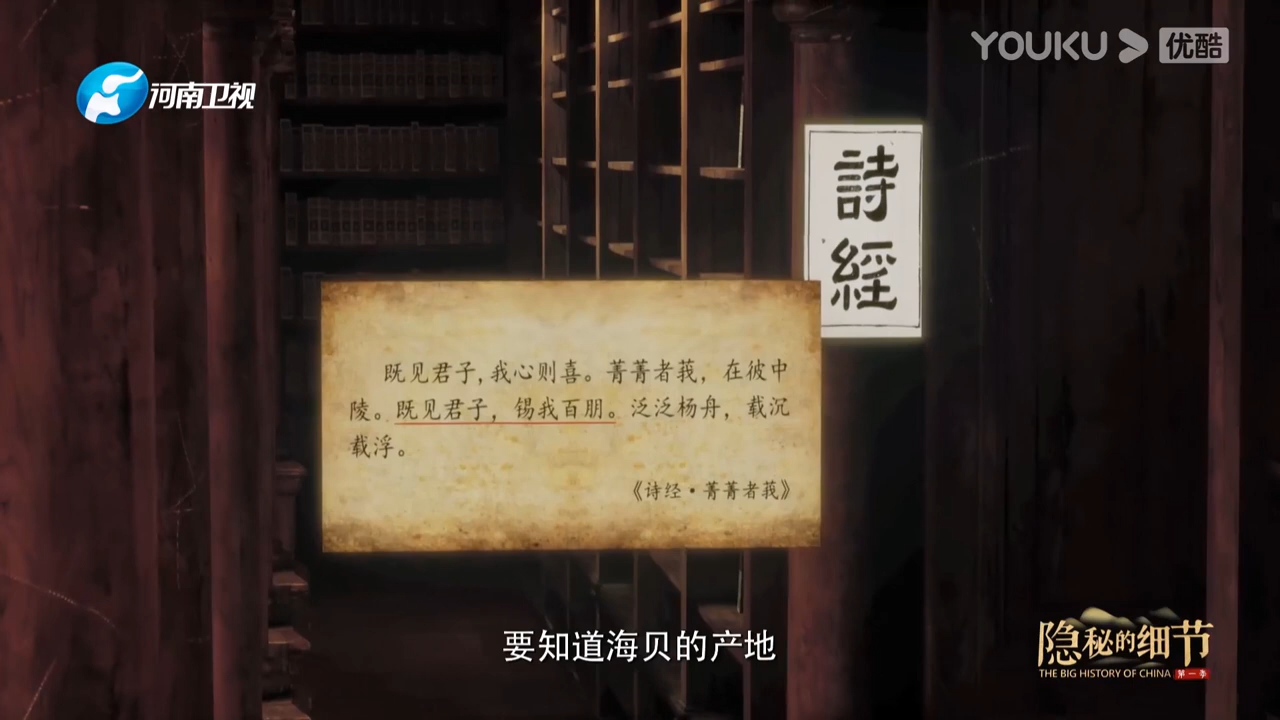 YOUKU 优酷
河南卫视
詩經
既见君子,我心则喜。菁菁者莪，在彼中
陵。既见君子，锡我百朋。泛泛杨舟，载沉
载浮。
《诗经·菁菁者莪》
要知道海贝的产地
隐秘的细节
THE BIG HISTORY OF CHINA 第一季